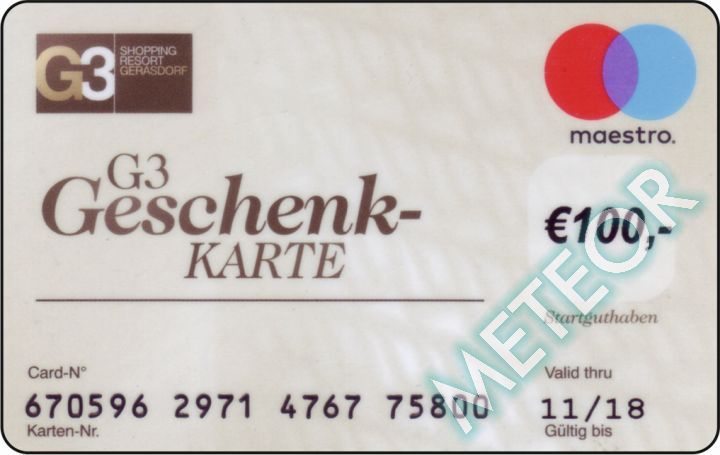 G3
SHOPPING
RESORT
GERASDORF
maestro.
G3
Geschenk-
KARTE
€100,-
Startguthaben
METEOR
Card-N°
Valid thru
670596 2971 4767 75800
11/18
Karten-Nr.
Gültig bis